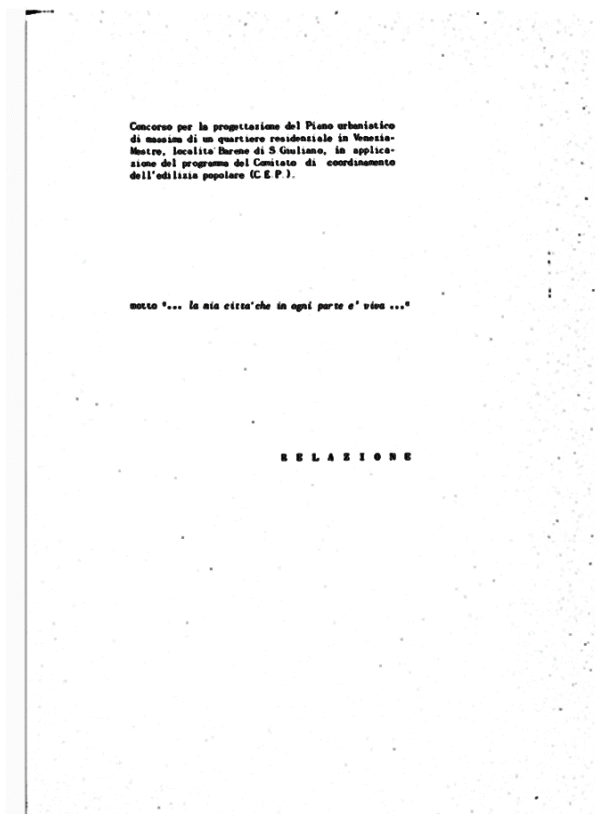 Concorso per la progettazione del Piano urbanistico
di massima di un quartiere residenziale in Venezia-
Mestre, localita' Barene di S Giuliano, in applica-
zione del programma del Comitato di coordinamento
dell'edilizia popolare (C.E.P.).
motto "... la mia citta' che in ogni parte e' viva ..."
R E L A Z I O N E